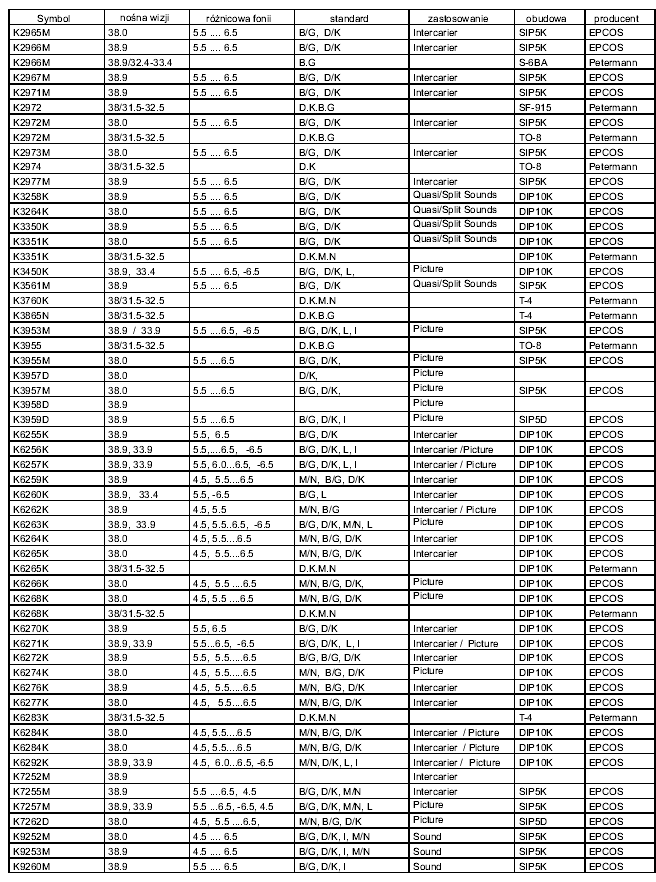 Symbol nośna wizji różnicowa fonii standard zastosowanie obudowa producent
K2965M 38.0 5.5 .... 6.5 B/G, D/K Intercarier SIP5K EPCOS
K2966M 38.9 5.5 .... 6.5 B/G, D/K Intercarier SIP5K EPCOS
K2966M 38.9/32.4-33.4 B.G S-6BA Petermann
K2967M 38.9 5.5 .... 6.5 B/G, D/K Intercarier SIP5K EPCOS
K2971M 38.9 5.5 .... 6.5 B/G, D/K Intercarier SIP5K EPCOS
K2972 38/31.5-32.5 D.K.B.G SF-915 Petermann
K2972M 38.0 5.5 .... 6.5 B/G, D/K Intercarier SIP5K EPCOS
K2972M 38/31.5-32.5 D.K.B.G TO-8 Petermann
K2973M 38.0 5.5 .... 6.5 B/G, D/K Intercarier SIP5K EPCOS
K2974 38/31.5-32.5 D.K TO-8 Petermann
K2977M 38.9 5.5 .... 6.5 B/G, D/K Intercarier SIP5K EPCOS
K3258K 38.9 5.5 .... 6.5 B/G, D/K Quasi/Split Sounds DIP10K EPCOS
K3264K 38.0 5.5 .... 6.5 B/G, D/K Quasi/Split Sounds DIP10K EPCOS
K3350K 38.9 5.5 .... 6.5 B/G, D/K Quasi/Split Sounds DIP10K EPCOS
K3351K 38.0 5.5 .... 6.5 B/G, D/K Quasi/Split Sounds DIP10K EPCOS
K3351K 38/31.5-32.5 D.K.M.N DIP10K Petermann
K3450K 38.9, 33.4 5.5 .... 6.5, -6.5 B/G, D/K, L, Picture DIP10K EPCOS
K3561M 38.9 5.5 .... 6.5 B/G, D/K Quasi/Split Sounds SIP5K EPCOS
K3760K 38/31.5-32.5 D.K.M.N T-4 Petermann
K3865N 38/31.5-32.5 D.K.B.G T-4 Petermann
K3953M 38.9 / 33.9 5.5 ....6.5, -6.5 B/G, D/K, L, I Picture SIP5K EPCOS
K3955 38/31.5-32.5 D.K.B.G TO-8 Petermann
K3955M 38.0 5.5 ....6.5 B/G, D/K, Picture SIP5K EPCOS
K3957D 38.0 D/K, Picture
K3957M 38.0 5.5 ....6.5 B/G, D/K, Picture SIP5K EPCOS
K3958D 38.9 Picture
K3959D 38.9 5.5 ....6.5 B/G, D/K, I Picture SIP5D EPCOS
K6255K 38.9 5.5, 6.5 B/G, D/K Intercarier DIP10K EPCOS
K6256K 38.9, 33.9 5.5,....6.5, -6.5 B/G, D/K, L, I Intercarier /Picture DIP10K EPCOS
K6257K 38.9, 33.9 5.5, 6.0...6.5, -6.5 B/G, D/K, L, I Intercarier / Picture DIP10K EPCOS
K6259K 38.9 4.5, 5.5....6.5 M/N, B/G, D/K Intercarier DIP10K EPCOS
K6260K 38.9, 33.4 5.5, -6.5 B/G, L Intercarier DIP10K EPCOS
K6262K 38.9 4.5, 5.5 M/N, B/G Intercarier / Picture DIP10K EPCOS
K6263K 38.9, 33.9 4.5, 5.5..6.5, -6.5 B/G, D/K, M/N, L Picture DIP10K EPCOS
K6264K 38.0 4.5, 5.5....6.5 M/N, B/G, D/K Intercarier DIP10K EPCOS
K6265K 38.0 4.5, 5.5....6.5 M/N, B/G, D/K Intercarier DIP10K EPCOS
K6265K 38/31.5-32.5 D.K.M.N DIP10K Petermann
K6266K 38.0 4.5, 5.5 ....6.5 M/N, B/G, D/K, Picture DIP10K EPCOS
K6268K 38.0 4.5, 5.5 ....6.5 M/N, B/G, D/K Picture DIP10K EPCOS
K6268K 38/31.5-32.5 D.K.M.N DIP10K Petermann
K6270K 38.9 5.5, 6.5 B/G, D/K Intercarier DIP10K EPCOS
K6271K 38.9, 33.9 5.5...6.5, -6.5 B/G, D/K, L, I Intercarier / Picture DIP10K EPCOS
K6272K 38.9 5.5, 5.5....6.5 B/G, B/G, D/K Intercarier DIP10K EPCOS
K6274K 38.0 4.5, 5.5....6.5 M/N, B/G, D/K Picture DIP10K EPCOS
K6276K 38.9 4.5, 5.5....6.5 M/N, B/G, D/K Intercarier DIP10K EPCOS
K6277K 38.0 4.5, 5.5....6.5 M/N, B/G, D/K Intercarier DIP10K EPCOS
K6283K 38/31.5-32.5 D.K.M.N T-4 Petermann
K6284K 38.0 4.5, 5.5...6.5 M/N, B/G, D/K Intercarier / Picture DIP10K EPCOS
K6284K 38.0 4.5, 5.5....6.5 M/N, B/G, D/K Intercarier / Picture DIP10K EPCOS
K6292K 38.9, 33.9 4.5, 6.0...6.5, -6.5 M/N, D/K, L, I Intercarier / Picture DIP10K EPCOS
K7252M 38.9 Intercarier
K7255M 38.9 5.5 ....6.5, 4.5 B/G, D/K, M/N Intercarier SIP5K EPCOS
K7257M 38.9, 33.9 5.5 ...6.5, -6.5, 4.5 B/G, D/K, M/N, L Picture SIP5K EPCOS
K7262D 38.0 4.5, 5.5 ....6.5, M/N, B/G, D/K Picture SIP5D EPCOS
K9252M 38.0 4.5 .... 6.5 B/G, D/K, I, M/N Sound SIP5K EPCOS
K9253M 38.9 4.5 .... 6.5 B/G, D/K, I, M/N Sound SIP5K EPCOS
K9260M 38.9 5.5 .... 6.5 B/G, D/K, I Sound SIP5K EPCOS